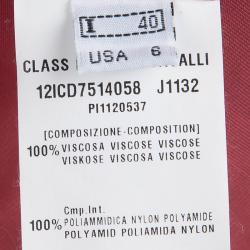 I 40
USA 6
CLASS ALLI
12ICD7514058 J1132
PI1120537
[COMPOSIZIONE-COMPOSITION]
100% VISCOSA VISCOSE VISCOSE
VISKOSE VISCOSA VISCOSE
Cmp.Int.
100% POLIAMMIDICA NYLON POLYAMIDE
POLYAMID POLIAMIDA NYLON